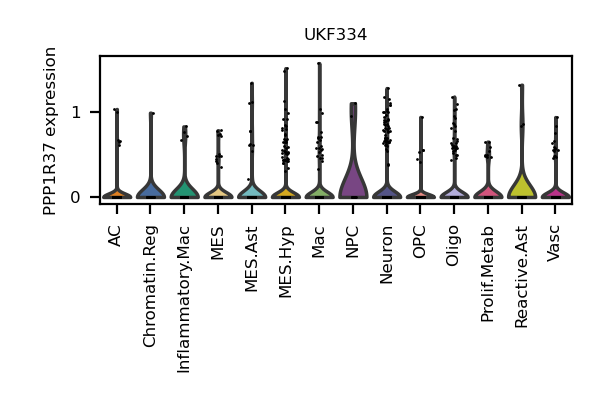 UKF334
PPP1R37 expression
1
0
AC
Chromatin.Reg
Inflammatory.Mac
MES
MES.Ast
MES.Hyp
Mac
NPC
Neuron
OPC
Oligo
Prolif.Metab
Reactive.Ast
Vasc